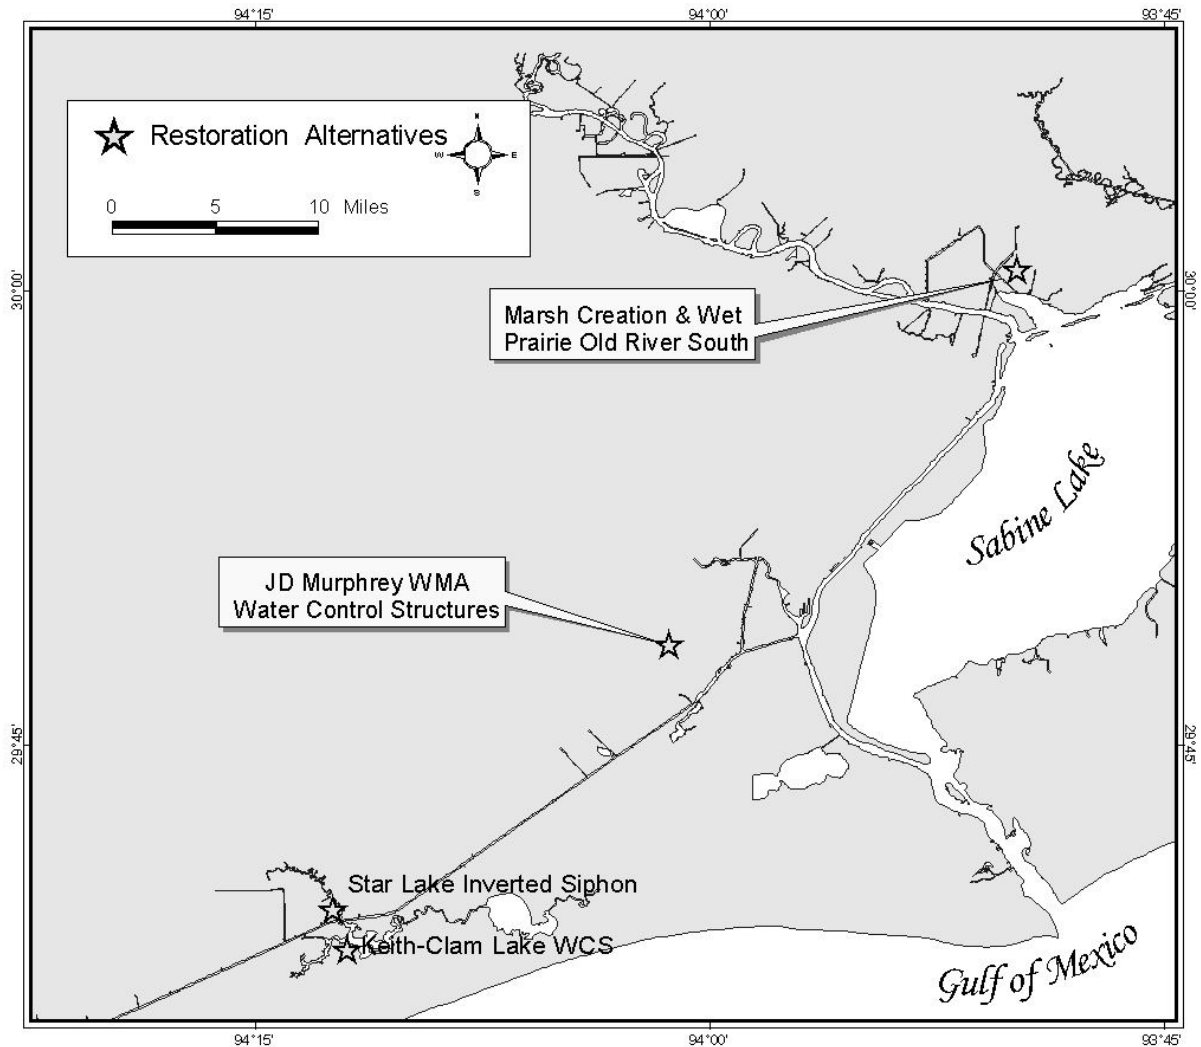 94°15'
94°00'
93°45'
Restoration Alternatives
N
W
E
S
0 5 10 Miles
30°00'
30°00'
Marsh Creation & Wet
Prairie Old River South
Sabine Lake
JD Murphrey WMA
Water Control Structures
29°45'
29°45'
Star Lake Inverted Siphon
Keith-Clam Lake WCS
Gulf of Mexico
94°15'
94°00'
93°45'